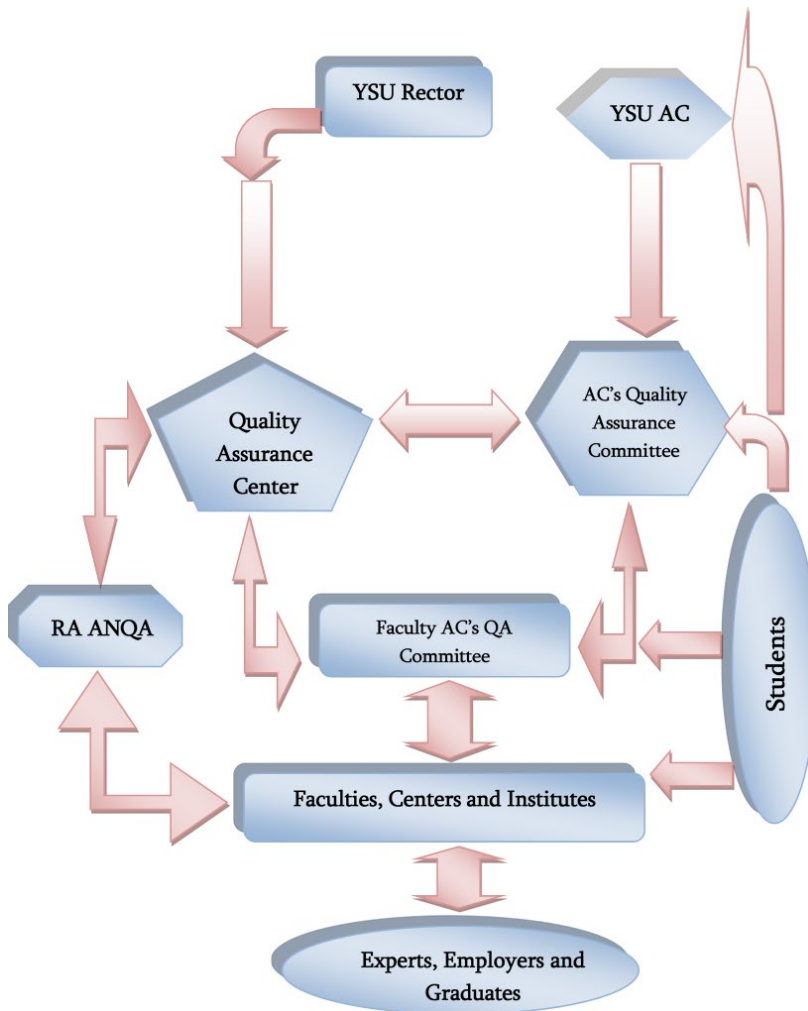 YSU Rector
YSU AC
Quality
Assurance
Center
AC's Quality
Assurance
Committee
RA ANQA
Faculty AC's QA
Committee
Students
Faculties, Centers and Institutes
Experts, Employers and
Graduates